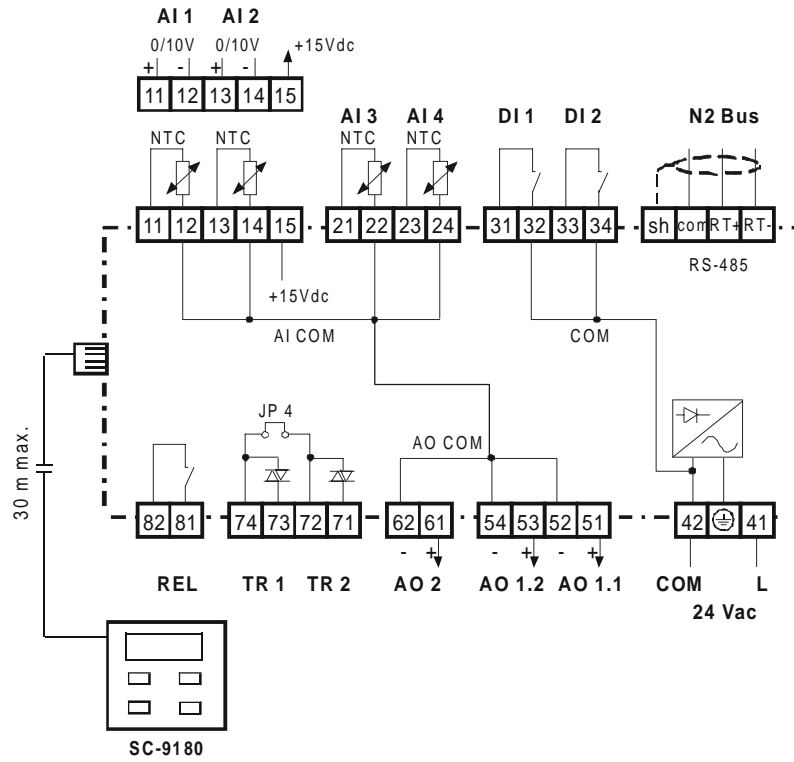 AI 1 AI 2
0/10V 0/10V +15Vdc
+ - + -
11 12 13 14 15
AI 3 AI 4 DI 1 DI 2 N2 Bus
NTC NTC NTC NTC
11 12 13 14 15 21 22 23 24 31 32 33 34 sh com RT+ RT-
RS-485
+15Vdc
AI COM COM
JP 4
AO COM
30 m max.
82 81 74 73 72 71 62 61 54 53 52 51 42 41
- + - + - +
REL TR 1 TR 2 AO 2 AO 1.2 AO 1.1 COM L
24 Vac
SC-9180